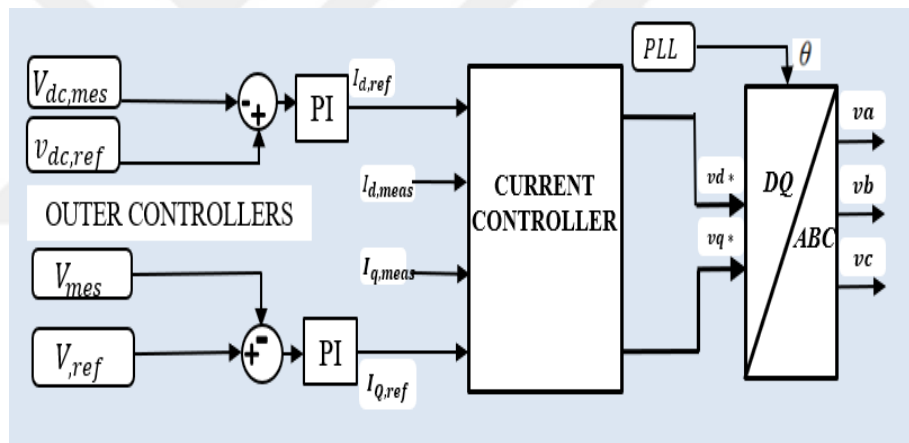 PLL
θ
V_dc,mes
v_dc,ref
-
+
PI
I_d,ref
OUTER CONTROLLERS
I_d,meas
I_q,meas
CURRENT
CONTROLLER
vd *
vq *
DQ
ABC
va
vb
vc
V_mes
V_,ref
-
+
PI
I_Q,ref